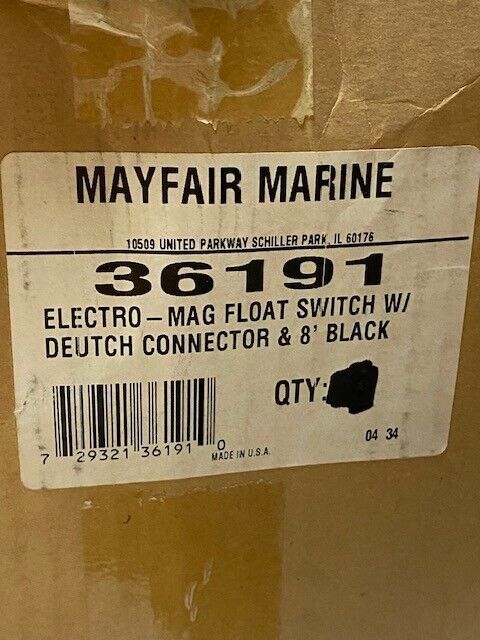 MAYFAIR MARINE
10509 UNITED PARKWAY SCHILLER PARK, IL 60176
36191
ELECTRO-MAG FLOAT SWITCH W/
DEUTCH CONNECTOR & 8' BLACK
QTY:
04 34
7 29321 36191 0
MADE IN U.S.A.